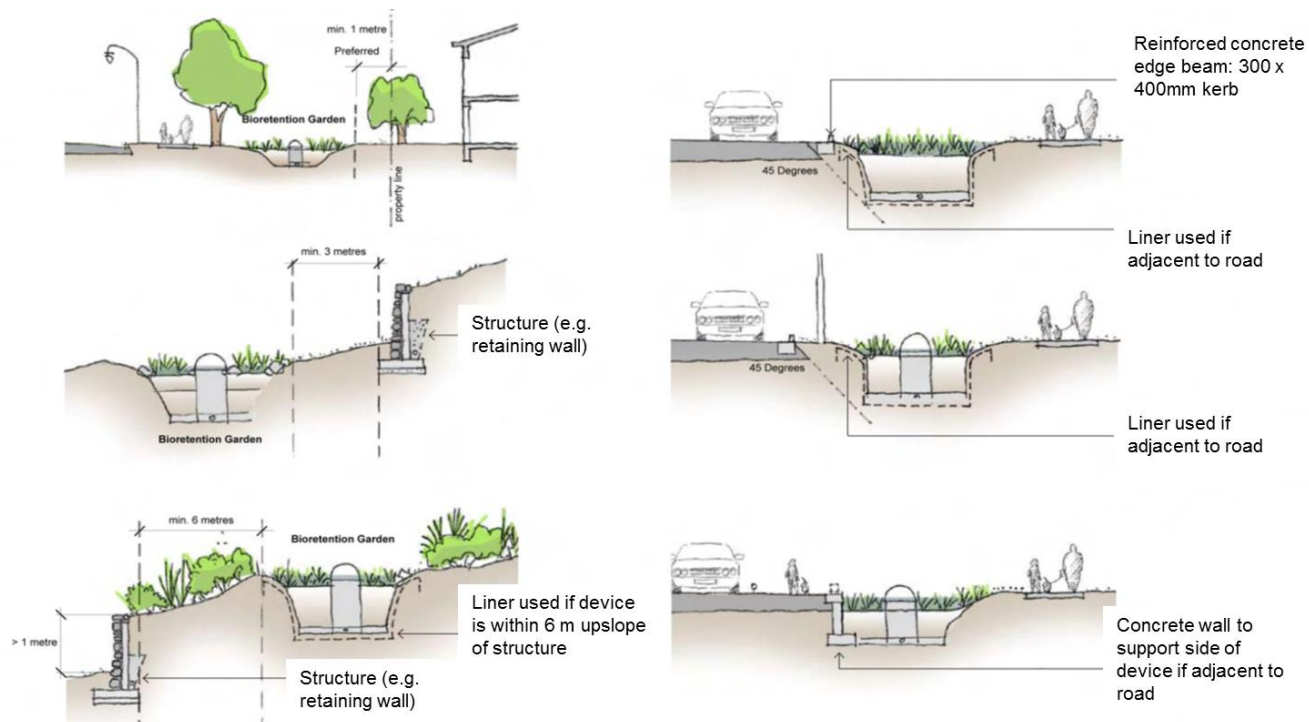 min. 1 metre
Preferred
Bioretention Garden
property line
Reinforced concrete
edge beam: 300 x
400mm kerb
45 Degrees
Liner used if
adjacent to road
min. 3 metres
Structure (e.g.
retaining wall)
Bioretention Garden
45 Degrees
Liner used if
adjacent to road
min. 6 metres
Bioretention Garden
> 1 metre
Liner used if device
is within 6 m upslope
of structure
Structure (e.g.
retaining wall)
Concrete wall to
support side of
device if adjacent to
road